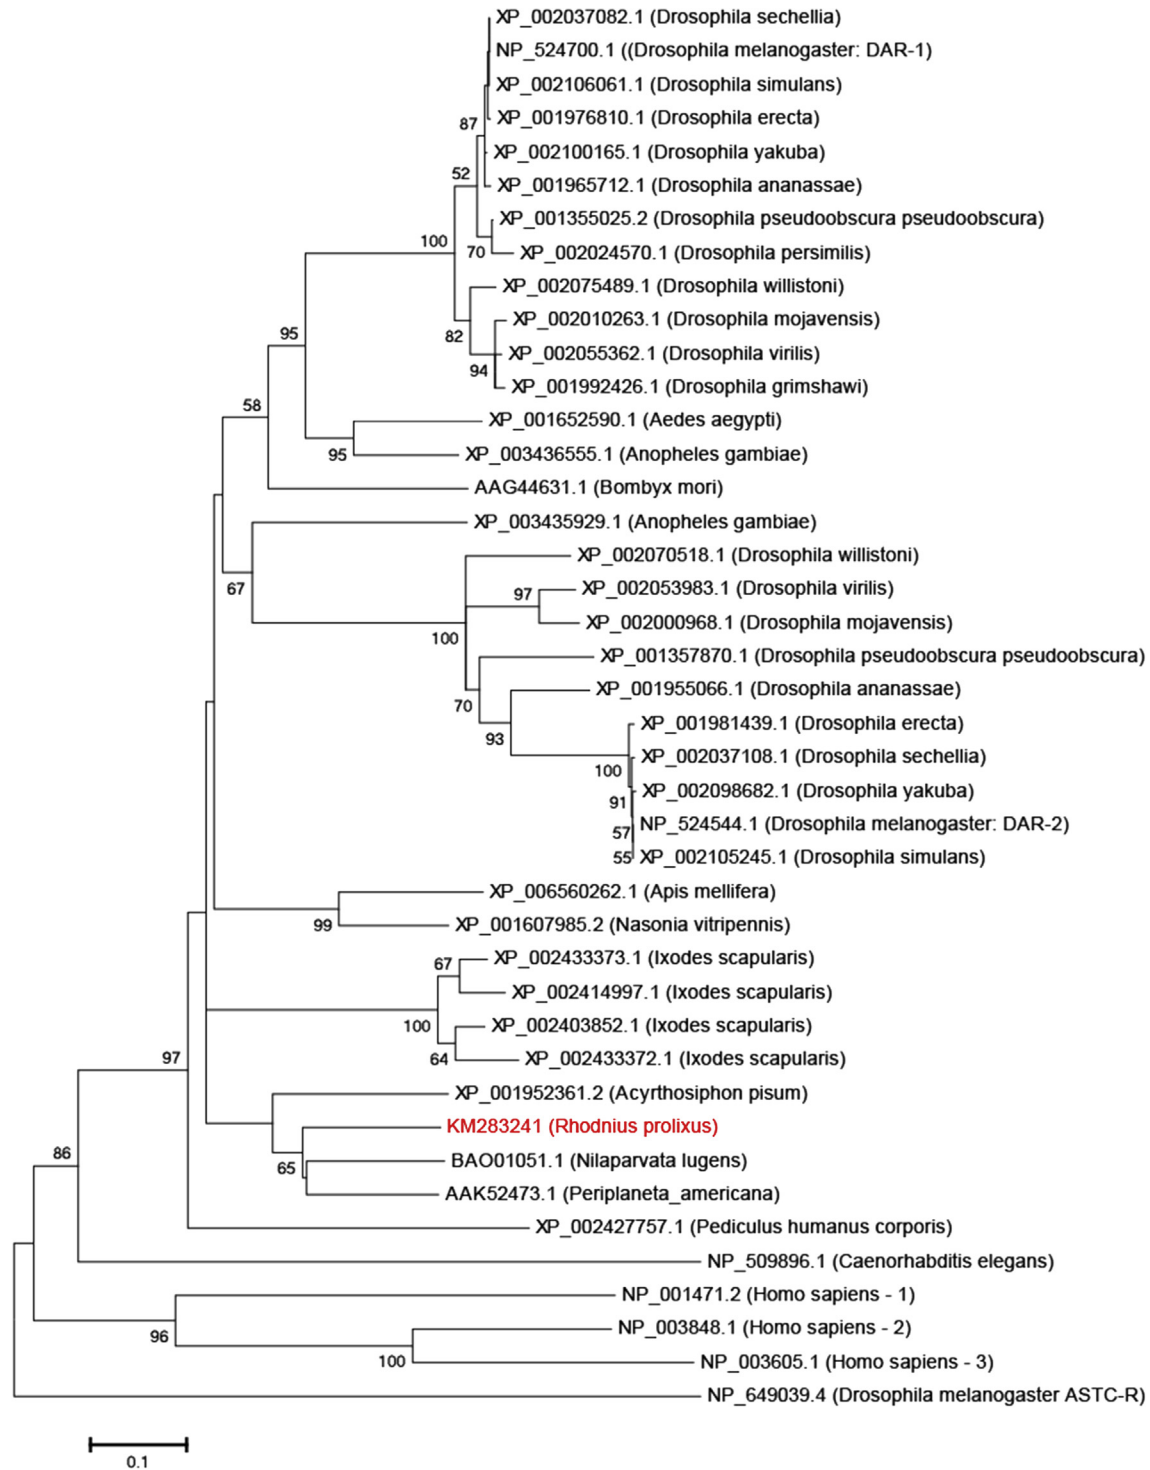 XP_002037082.1 (Drosophila sechellia)
NP_524700.1 ((Drosophila melanogaster: DAR-1)
XP_002106061.1 (Drosophila simulans)
XP_001976810.1 (Drosophila erecta)
87
XP_002100165.1 (Drosophila yakuba)
52
XP_001965712.1 (Drosophila ananassae)
XP_001355025.2 (Drosophila pseudoobscura pseudoobscura)
100
70
XP_002024570.1 (Drosophila persimilis)
XP_002075489.1 (Drosophila willistoni)
XP_002010263.1 (Drosophila mojavensis)
95
82
XP_002055362.1 (Drosophila virilis)
94
XP_001992426.1 (Drosophila grimshawi)
58
XP_001652590.1 (Aedes aegypti)
95
XP_003436555.1 (Anopheles gambiae)
AAG44631.1 (Bombyx mori)
XP_003435929.1 (Anopheles gambiae)
XP_002070518.1 (Drosophila willistoni)
67
97
XP_002053983.1 (Drosophila virilis)
XP_002000968.1 (Drosophila mojavensis)
100
XP_001357870.1 (Drosophila pseudoobscura pseudoobscura)
XP_001955066.1 (Drosophila ananassae)
70
XP_001981439.1 (Drosophila erecta)
93
XP_002037108.1 (Drosophila sechellia)
100
XP_002098682.1 (Drosophila yakuba)
91
NP_524544.1 (Drosophila melanogaster: DAR-2)
57
55
XP_002105245.1 (Drosophila simulans)
XP_006560262.1 (Apis mellifera)
99
XP_001607985.2 (Nasonia vitripennis)
67
XP_002433373.1 (Ixodes scapularis)
XP_002414997.1 (Ixodes scapularis)
100
XP_002403852.1 (Ixodes scapularis)
97
64
XP_002433372.1 (Ixodes scapularis)
XP_001952361.2 (Acyrthosiphon pisum)
KM283241 (Rhodnius prolixus)
86
65
BAO01051.1 (Nilaparvata lugens)
AAK52473.1 (Periplaneta_americana)
XP_002427757.1 (Pediculus humanus corporis)
NP_509896.1 (Caenorhabditis elegans)
NP_001471.2 (Homo sapiens - 1)
96
NP_003848.1 (Homo sapiens - 2)
100
NP_003605.1 (Homo sapiens - 3)
NP_649039.4 (Drosophila melanogaster ASTC-R)
0.1